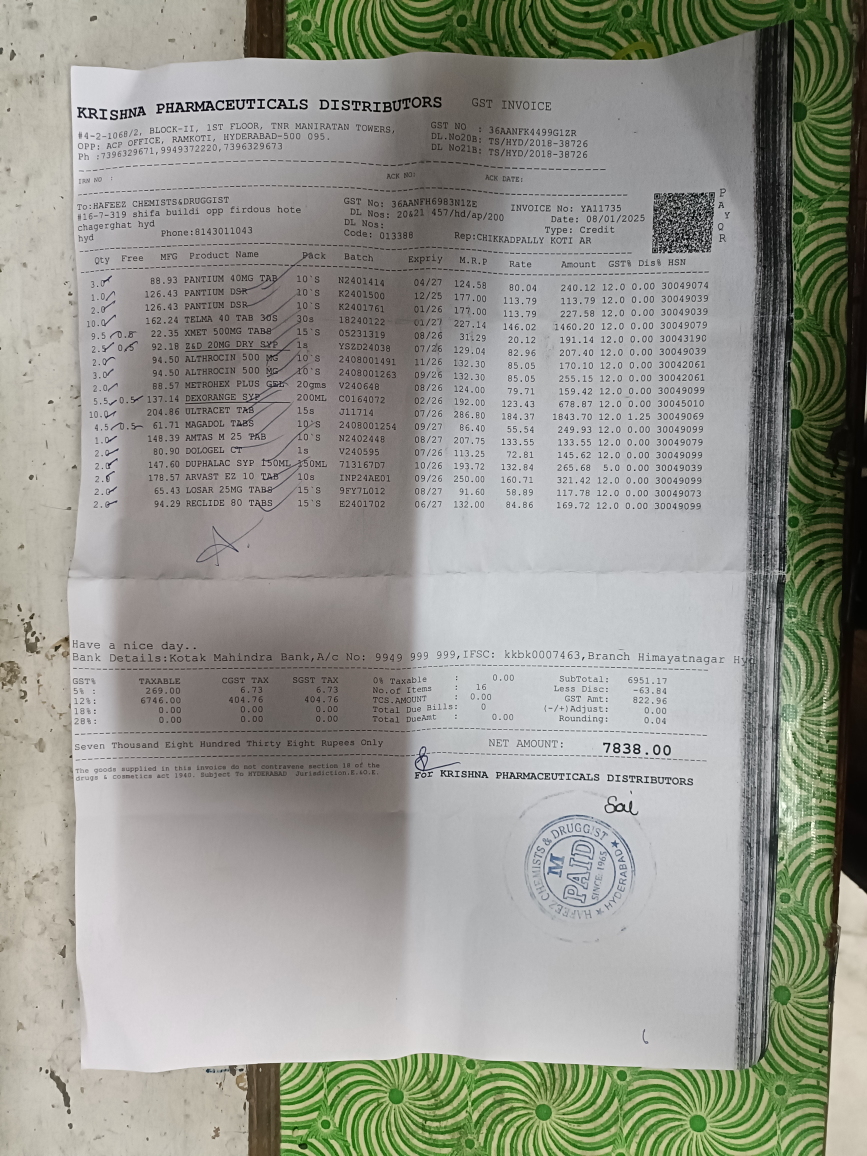 KRISHNA PHARMACEUTICALS DISTRIBUTORS GST INVOICE
#4-2-1068/2, BLOCK-II, 1ST FLOOR, TNR MANIRATAN TOWERS, GST NO : 36AANFK4499G1ZR
OPP: ACP OFFICE, RAMKOTI, HYDERABAD-500 095. DL.No20B: TS/HYD/2018-38726
Ph :7396329671,9949372220,7396329673 DL No21B: TS/HYD/2018-38726
IRN NO : ACK NO: ACK DATE:
To:HAFEEZ CHEMISTS&DRUGGIST GST No: 36AANFH6983N1ZE INVOICE No: YA11735
#16-7-319 shifa buildi opp firdous hote DL Nos: 20&21 457/hd/ap/200 Date: 08/01/2025
chagerghat hyd DL Nos: Type: Credit
hyd Phone:8143011043 Code: 013388 Rep:CHIKKADPALLY KOTI AR
PAY QR
Qty Free MFG Product Name Pack Batch Expriy M.R.P Rate Amount GST% Dis% HSN
3.0 88.93 PANTIUM 40MG TAB 10`S N2401414 04/27 124.58 80.04 240.12 12.0 0.00 30049074
1.0 126.43 PANTIUM DSR 10`S K2401500 12/25 177.00 113.79 113.79 12.0 0.00 30049039
2.0 126.43 PANTIUM DSR 10`S K2401761 01/26 177.00 113.79 227.58 12.0 0.00 30049039
10.0 162.24 TELMA 40 TAB 30S 30s 18240122 01/27 227.14 146.02 1460.20 12.0 0.00 30049079
9.5 0.5 22.35 XMET 500MG TABS 15`S 05231319 08/26 31.29 20.12 191.14 12.0 0.00 30043190
2.5 0.5 92.18 Z&D 20MG DRY SYP 1s YSZD24038 07/26 129.04 82.96 207.40 12.0 0.00 30049039
2.0 94.50 ALTHROCIN 500 MG 10`S 2408001491 11/26 132.30 85.05 170.10 12.0 0.00 30042061
3.0 94.50 ALTHROCIN 500 MG 10`S 2408001263 09/26 132.30 85.05 255.15 12.0 0.00 30042061
2.0 88.57 METROHEX PLUS GEL 20gms V240648 08/26 124.00 79.71 159.42 12.0 0.00 30049099
5.5 0.5 137.14 DEXORANGE SYP 200ML C0164072 02/26 192.00 123.43 678.87 12.0 0.00 30045010
10.0 204.86 ULTRACET TAB 15s J11714 07/26 286.80 184.37 1843.70 12.0 1.25 30049069
4.5 0.5 61.71 MAGADOL TABS 10`S 2408001254 09/27 86.40 55.54 249.93 12.0 0.00 30049099
1.0 148.39 AMTAS M 25 TAB 10`S N2402448 08/27 207.75 133.55 133.55 12.0 0.00 30049079
2.0 80.90 DOLOGEL CT 1s V240595 07/26 113.25 72.81 145.62 12.0 0.00 30049099
2.0 147.60 DUPHALAC SYP 150ML 150ML 713167D7 10/26 193.72 132.84 265.68 5.0 0.00 30049039
2.0 178.57 ARVAST EZ 10 TAB 10s INP24AE01 09/26 250.00 160.71 321.42 12.0 0.00 30049099
2.0 65.43 LOSAR 25MG TABS 15`S 9FY7L012 08/27 91.60 58.89 117.78 12.0 0.00 30049073
2.0 94.29 RECLIDE 80 TABS 15`S E2401702 06/27 132.00 84.86 169.72 12.0 0.00 30049099
Have a nice day..
Bank Details:Kotak Mahindra Bank,A/c No: 9949 999 999,IFSC: kkbk0007463,Branch Himayatnagar Hy
GST% TAXABLE CGST TAX SGST TAX 0% Taxable : 0.00 SubTotal: 6951.17
5% : 269.00 6.73 6.73 No.of Items : 16 Less Disc: -63.84
12%: 6746.00 404.76 404.76 TCS.AMOUNT : 0.00 GST Amt: 822.96
18%: 0.00 0.00 0.00 Total Due Bills: 0 (-/+)Adjust: 0.00
28%: 0.00 0.00 0.00 Total DueAmt : 0.00 Rounding: 0.04
Seven Thousand Eight Hundred Thirty Eight Rupees Only NET AMOUNT: 7838.00
The goods supplied in this invoice do not contravene section 18 of the
drugs & cosmetics act 1940. Subject To HYDERABAD Jurisdiction.E.&O.E.
For KRISHNA PHARMACEUTICALS DISTRIBUTORS
Sai
HAFEEZ CHEMISTS & DRUGGIST ★ HYDERABAD ★
M
PAID
SINCE: 1965